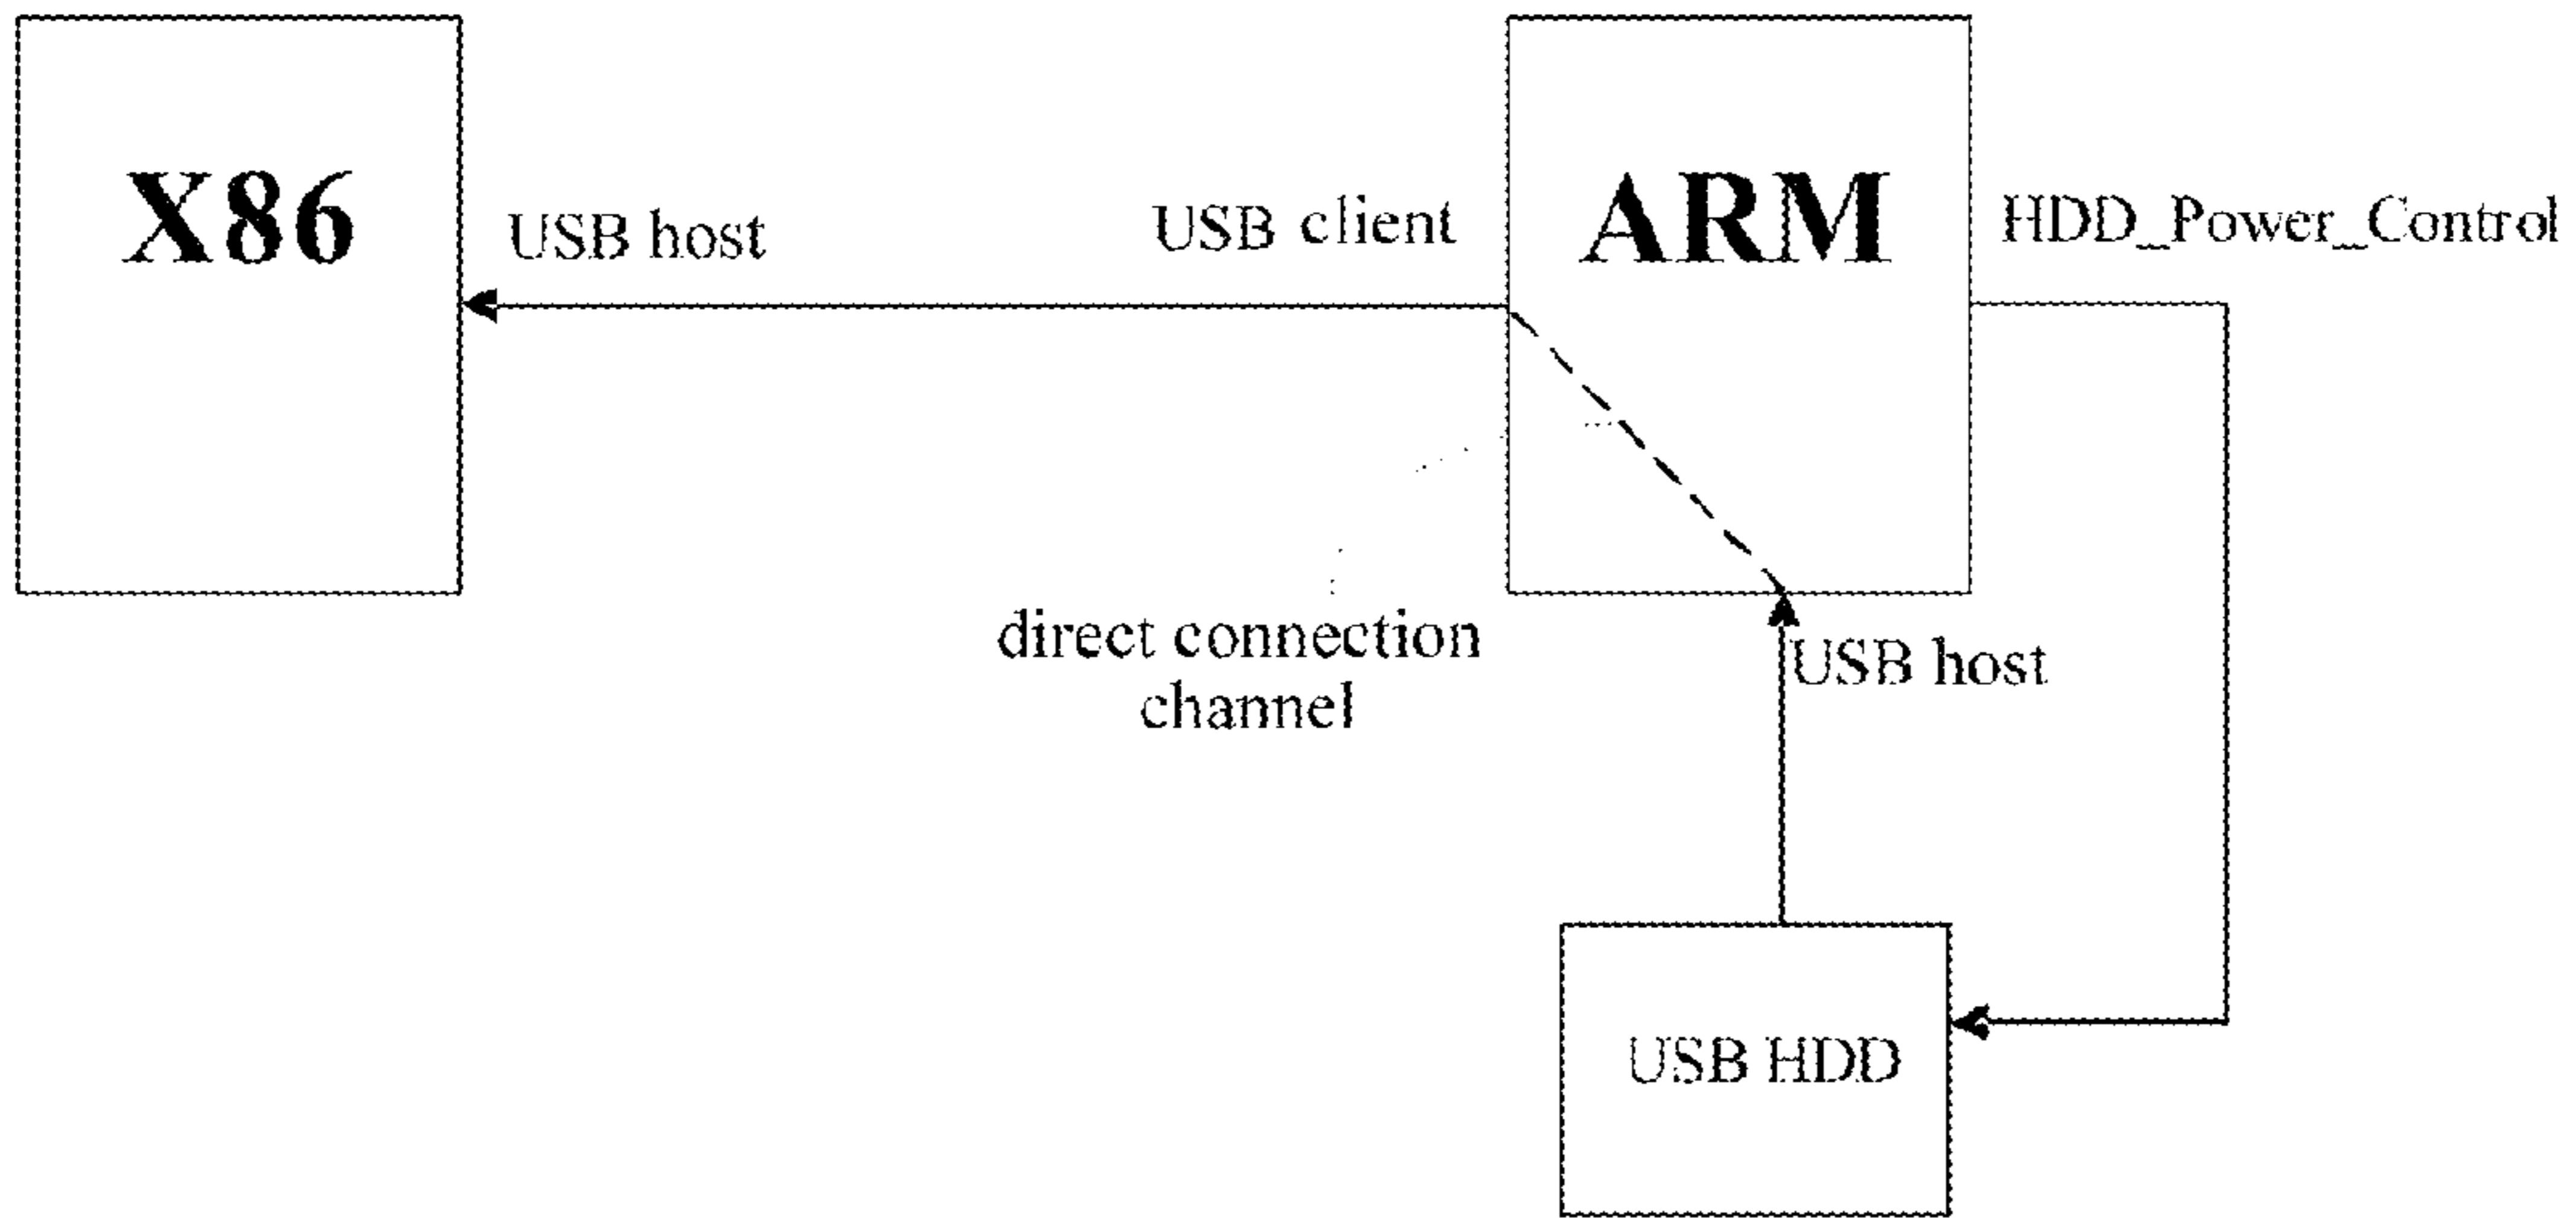 X86
USB host
USB client
ARM
HDD_Power_Control
direct connection
channel
USB host
USB HDD